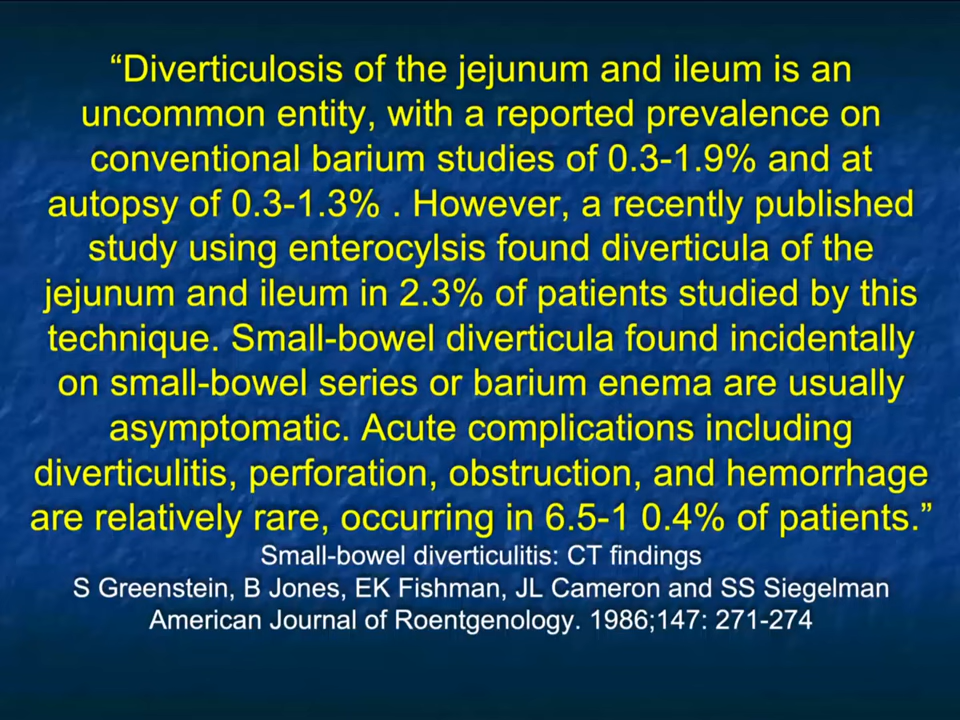 “Diverticulosis of the jejunum and ileum is an
uncommon entity, with a reported prevalence on
conventional barium studies of 0.3-1.9% and at
autopsy of 0.3-1.3% . However, a recently published
study using enterocylsis found diverticula of the
jejunum and ileum in 2.3% of patients studied by this
technique. Small-bowel diverticula found incidentally
on small-bowel series or barium enema are usually
asymptomatic. Acute complications including
diverticulitis, perforation, obstruction, and hemorrhage
are relatively rare, occurring in 6.5-1 0.4% of patients.”
Small-bowel diverticulitis: CT findings
S Greenstein, B Jones, EK Fishman, JL Cameron and SS Siegelman
American Journal of Roentgenology. 1986;147: 271-274